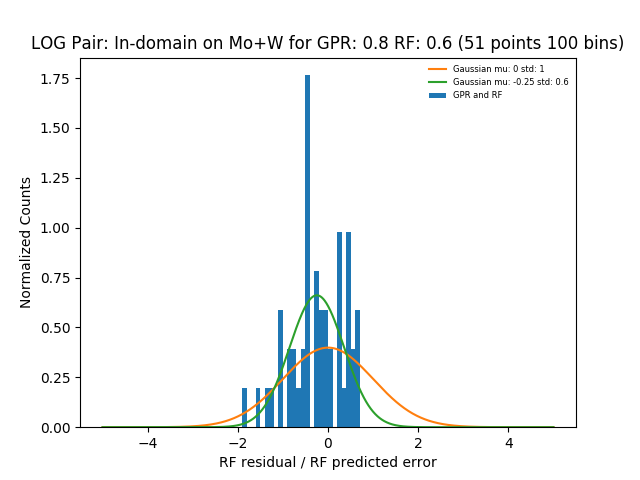 LOG Pair: In-domain on Mo+W for GPR: 0.8 RF: 0.6 (51 points 100 bins)
Gaussian mu: 0 std: 1
Gaussian mu: -0.25 std: 0.6
GPR and RF
Normalized Counts
1.75
1.50
1.25
1.00
0.75
0.50
0.25
0.00
−4 −2 0 2 4
RF residual / RF predicted error